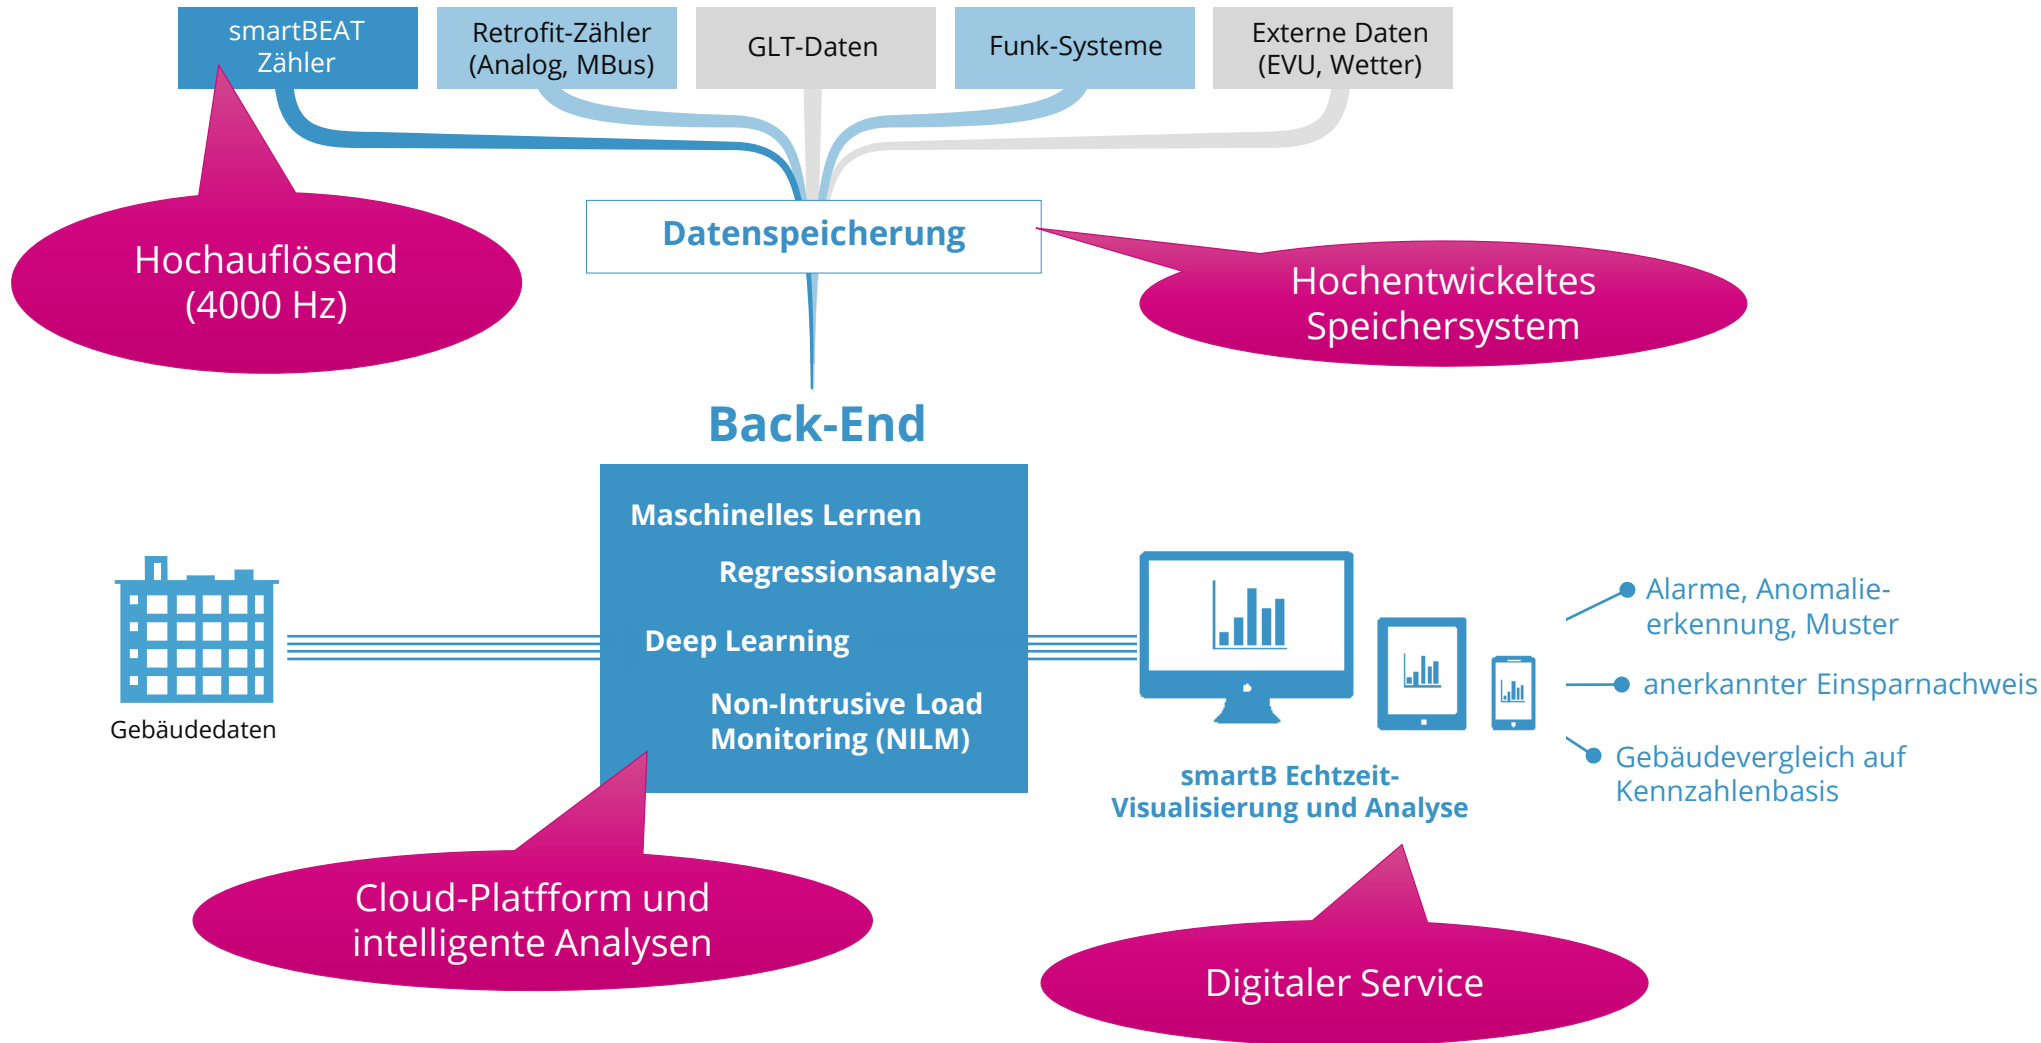 smartBEAT
Zähler
Retrofit-Zähler
(Analog, MBus)
GLT-Daten
Funk-Systeme
Externe Daten
(EVU, Wetter)
Hochauflösend
(4000 Hz)
Datenspeicherung
Hochentwickeltes
Speichersystem
Back-End
Maschinelles Lernen
Regressionsanalyse
Deep Learning
Non-Intrusive Load
Monitoring (NILM)
Gebäudedaten
smartB Echtzeit-
Visualisierung und Analyse
Alarme, Anomalie-
erkennung, Muster
anerkannter Einsparnachweis
Gebäudevergleich auf
Kennzahlenbasis
Cloud-Platfform und
intelligente Analysen
Digitaler Service